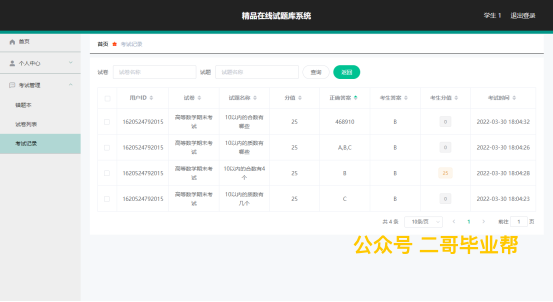 精品在线试题库系统
学生 1 退出登录
首页
个人中心
考试管理
错题本
试卷列表
考试记录
首页 考试记录
试卷 试卷名称 试题 试题名称 查询 返回
用户ID 试卷 试题名称 分值 正确答案 考生答案 考生分值 考试时间
1620524792015 高等数学期末考试 10以内的合数有哪些 25 468910 B 0 2022-03-30 18:04:32
1620524792015 高等数学期末考试 10以内的质数有哪些 25 A,B,C B 0 2022-03-30 18:04:26
1620524792015 高等数学期末考试 10以内的合数有4个 25 B B 25 2022-03-30 18:04:28
1620524792015 高等数学期末考试 10以内的质数有几个 25 C B 0 2022-03-30 18:04:23
共 4 条 10条/页 1 前往 1 页
公众号 二哥毕业帮